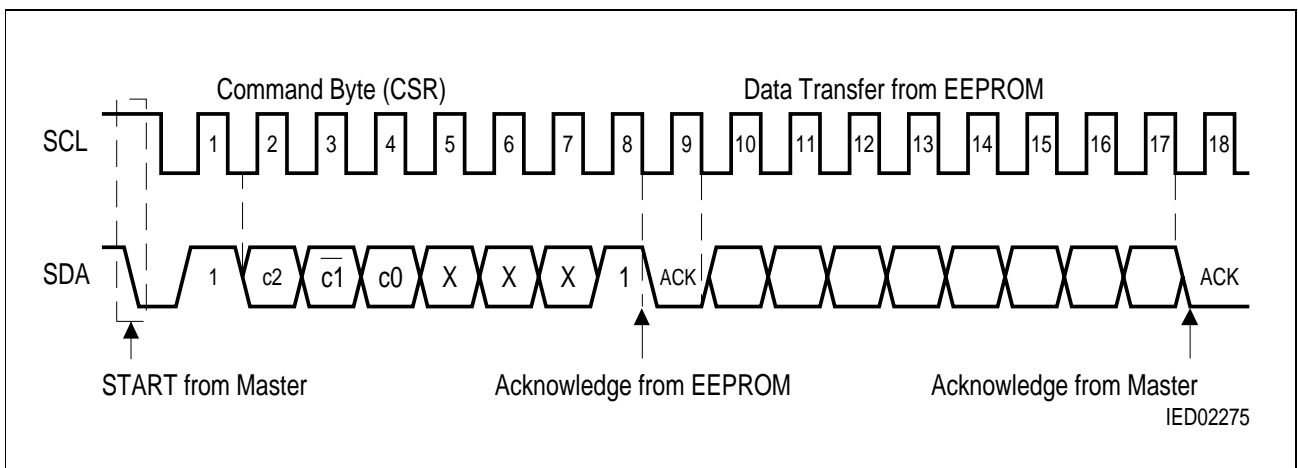 Command Byte (CSR) Data Transfer from EEPROM
SCL 1 2 3 4 5 6 7 8 9 10 11 12 13 14 15 16 17 18
SDA 1 c2 c1̅ c0 X X X 1 ACK ACK
START from Master Acknowledge from EEPROM Acknowledge from Master
IED02275